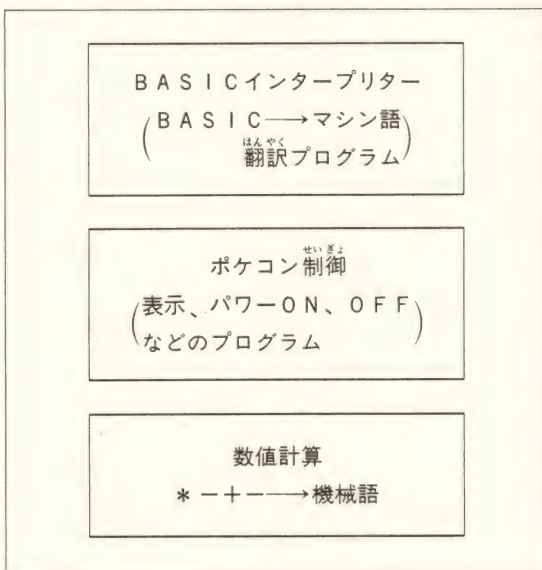 BASICインタープリター
(BASIC→マシン語
ほんやく
翻訳プログラム)
せいぎょ
ポケコン制御
(表示、パワーON、OFF
などのプログラム)
数値計算
*-+-→機械語